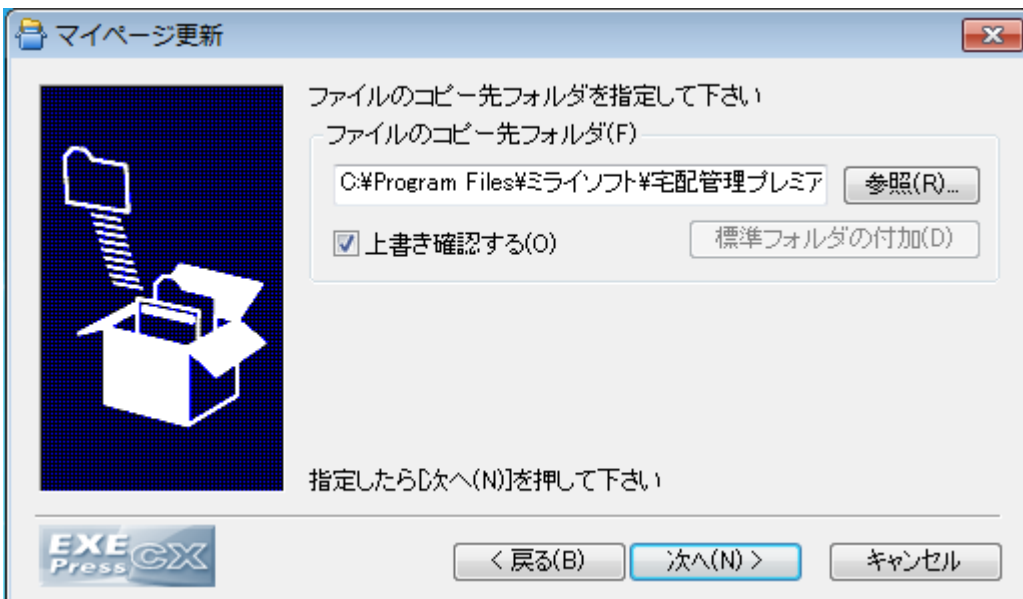 マイページ更新
ファイルのコピー先フォルダを指定して下さい
ファイルのコピー先フォルダ(F)
C:¥Program Files¥ミライソフト¥宅配管理プレミア
参照(R)...
上書き確認する(O)
標準フォルダの付加(D)
指定したら[次へ(N)]を押して下さい
EXE
Press CX
< 戻る(B)
次へ(N) >
キャンセル